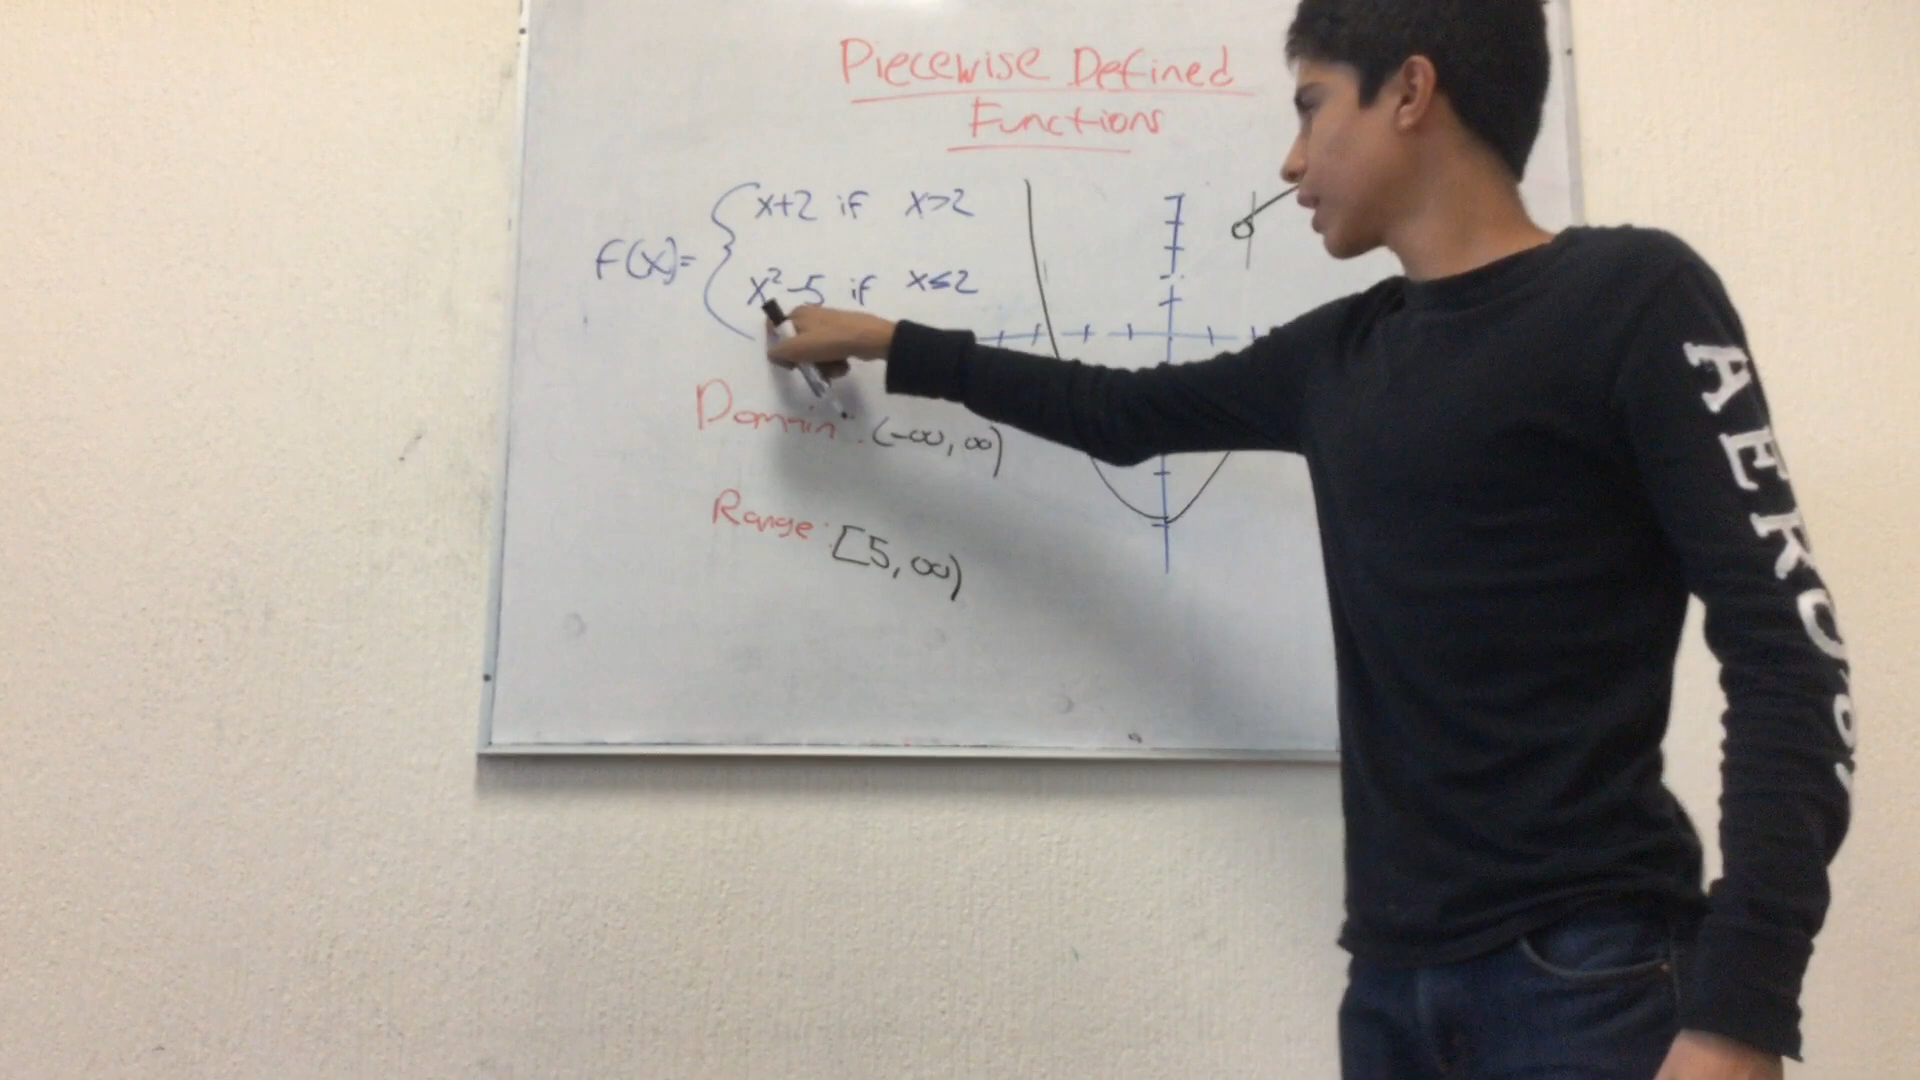 Piecewise Defined
Functions
F(x)= { x+2 if x>2
x²-5 if x≤2
Domain: (-∞, ∞)
Range: [5, ∞)
AERO